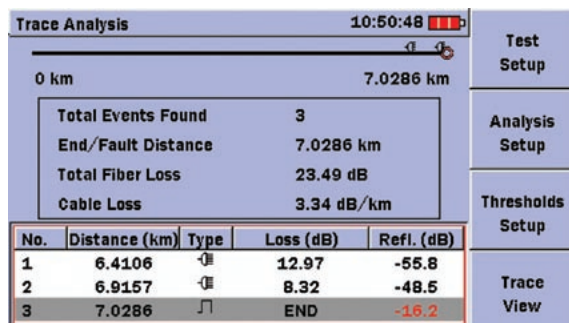 Trace Analysis 10:50:48
0 km 7.0286 km
Total Events Found 3
End/Fault Distance 7.0286 km
Total Fiber Loss 23.49 dB
Cable Loss 3.34 dB/km
No. Distance (km) Type Loss (dB) Refl. (dB)
1 6.4106 12.97 -55.8
2 6.9157 8.32 -48.5
3 7.0286 END -16.2
Test
Setup
Analysis
Setup
Thresholds
Setup
Trace
View